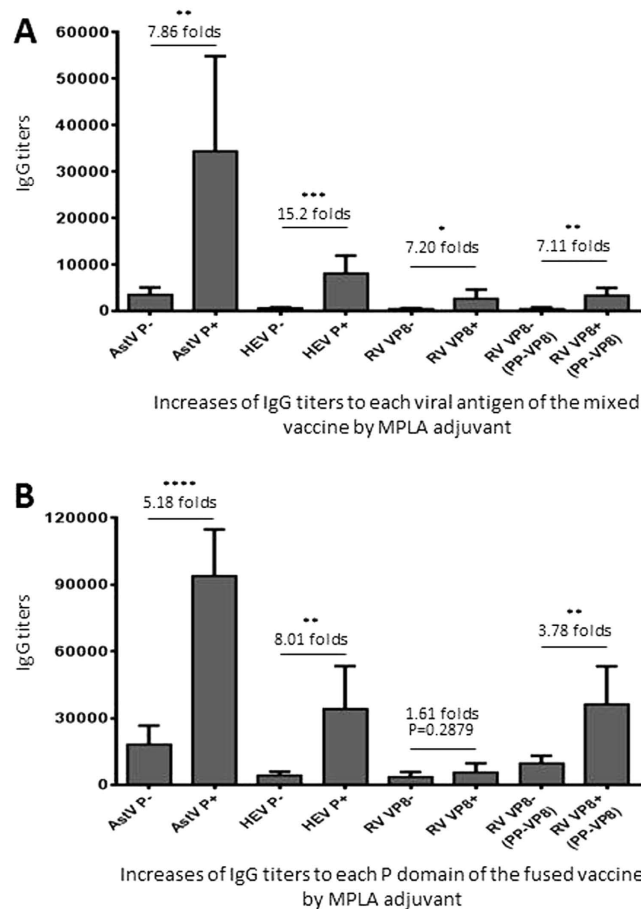 A
**
7.86 folds
***
15.2 folds
*
7.20 folds
**
7.11 folds
60000
50000
40000
30000
20000
10000
0
IgG titers
AstV P-
AstV P+
HEV P-
HEV P+
RV VP8-
RV VP8+
RV VP8-
(PP-VP8)
RV VP8+
(PP-VP8)
Increases of IgG titers to each viral antigen of the mixed
vaccine by MPLA adjuvant
B
****
5.18 folds
**
8.01 folds
1.61 folds
P=0.2879
**
3.78 folds
120000
90000
60000
30000
0
IgG titers
AstV P-
AstV P+
HEV P-
HEV P+
RV VP8-
RV VP8+
RV VP8-
(PP-VP8)
RV VP8+
(PP-VP8)
Increases of IgG titers to each P domain of the fused vaccine
by MPLA adjuvant